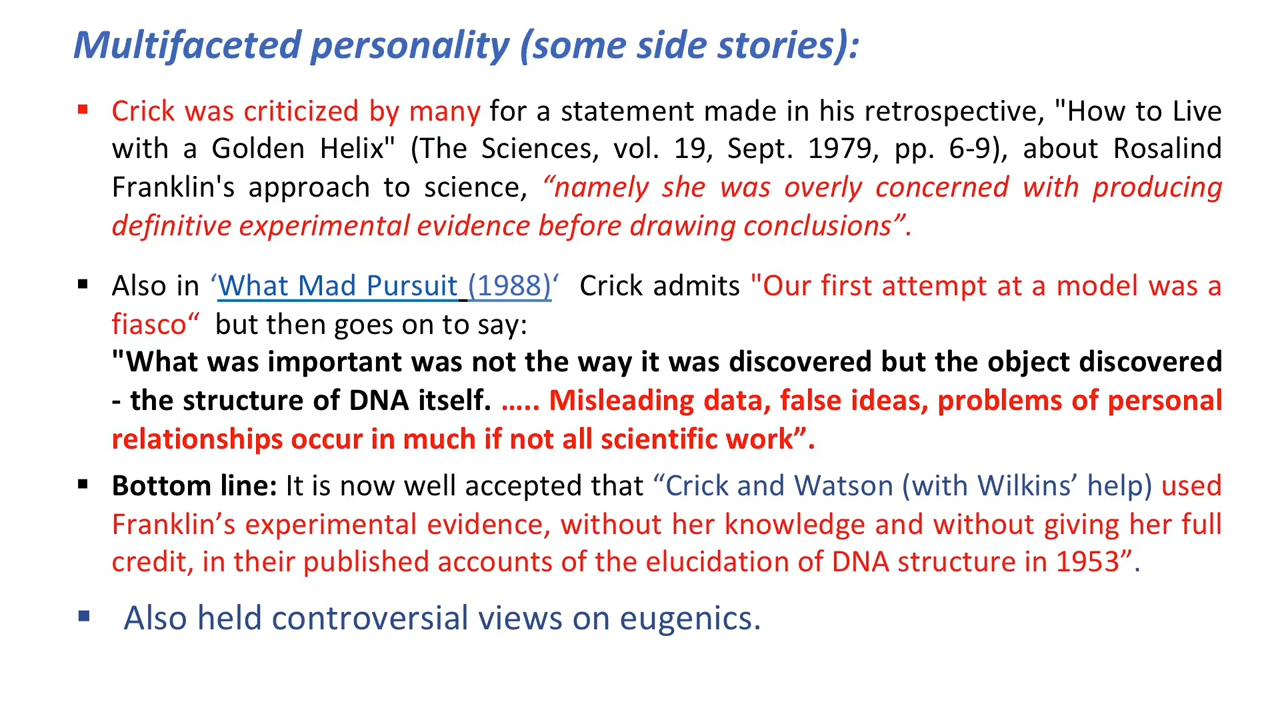 Multifaceted personality (some side stories):
▪ Crick was criticized by many for a statement made in his retrospective, "How to Live
with a Golden Helix" (The Sciences, vol. 19, Sept. 1979, pp. 6-9), about Rosalind
Franklin's approach to science, “namely she was overly concerned with producing
definitive experimental evidence before drawing conclusions”.
▪ Also in ‘What Mad Pursuit (1988)‘ Crick admits "Our first attempt at a model was a
fiasco“ but then goes on to say:
"What was important was not the way it was discovered but the object discovered
- the structure of DNA itself. ….. Misleading data, false ideas, problems of personal
relationships occur in much if not all scientific work”.
▪ Bottom line: It is now well accepted that “Crick and Watson (with Wilkins’ help) used
Franklin’s experimental evidence, without her knowledge and without giving her full
credit, in their published accounts of the elucidation of DNA structure in 1953”.
▪ Also held controversial views on eugenics.